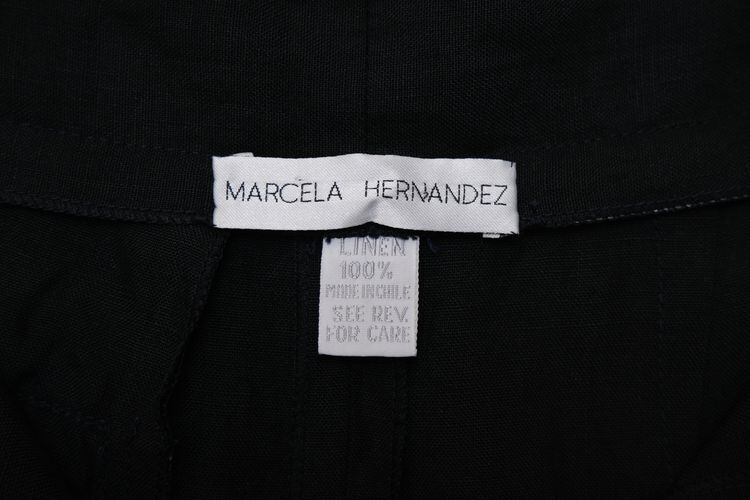 MARCELA HERNANDEZ
LINEN
100%
MADE IN CHILE
SEE REV.
FOR CARE